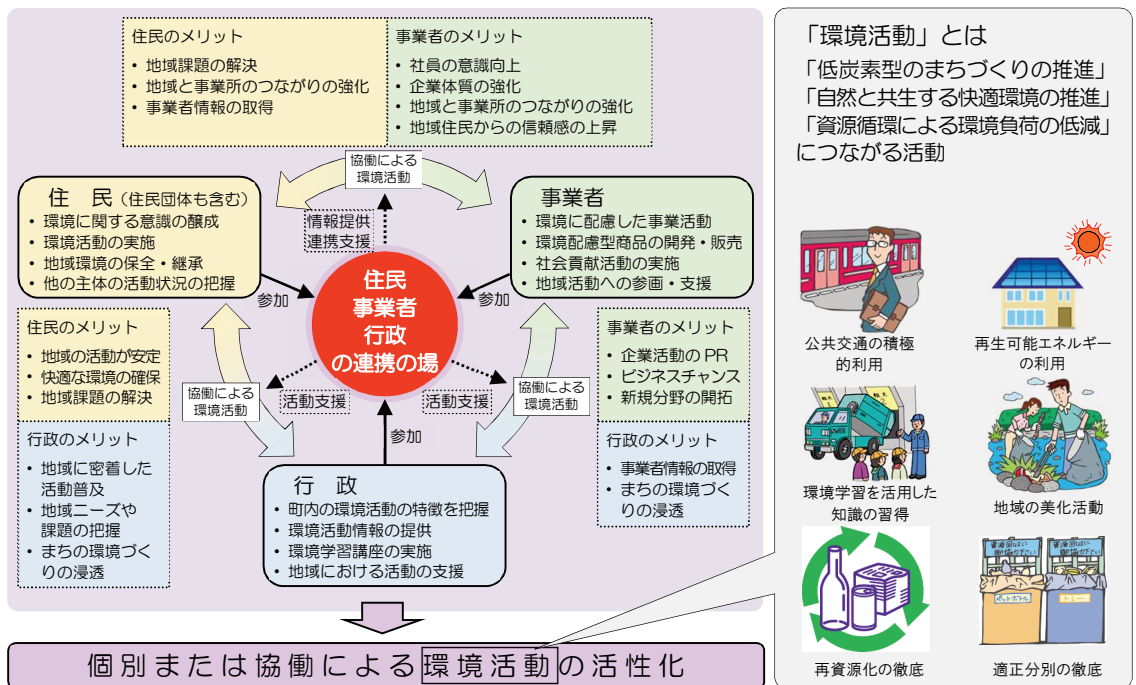 住民のメリット
• 地域課題の解決
• 地域と事業所のつながりの強化
• 事業者情報の取得
事業者のメリット
• 社員の意識向上
• 企業体質の強化
• 地域と事業所のつながりの強化
• 地域住民からの信頼感の上昇
協働による
環境活動
住 民（住民団体も含む）
• 環境に関する意識の醸成
• 環境活動の実施
• 地域環境の保全・継承
• 他の主体の活動状況の把握
情報提供
連携支援
事業者
• 環境に配慮した事業活動
• 環境配慮型商品の開発・販売
• 社会貢献活動の実施
• 地域活動への参画・支援
参加
参加
住民
事業者
行政
の連携の場
住民のメリット
• 地域の活動が安定
• 快適な環境の確保
• 地域課題の解決
行政のメリット
• 地域に密着した
活動普及
• 地域ニーズや
課題の把握
• まちの環境づく
りの浸透
協働による
環境活動
活動支援
活動支援
協働による
環境活動
事業者のメリット
• 企業活動の PR
• ビジネスチャンス
• 新規分野の開拓
行政のメリット
• 事業者情報の取得
• まちの環境づく
りの浸透
参加
行 政
• 町内の環境活動の特徴を把握
• 環境活動情報の提供
• 環境学習講座の実施
• 地域における活動の支援
個別または協働による環境活動の活性化
「環境活動」とは
「低炭素型のまちづくりの推進」
「自然と共生する快適環境の推進」
「資源循環による環境負荷の低減」
につながる活動
公共交通の積極
的利用
再生可能エネルギー
の利用
環境学習を活用した
知識の習得
地域の美化活動
ペットボトル
トレー
再資源化の徹底
適正分別の徹底